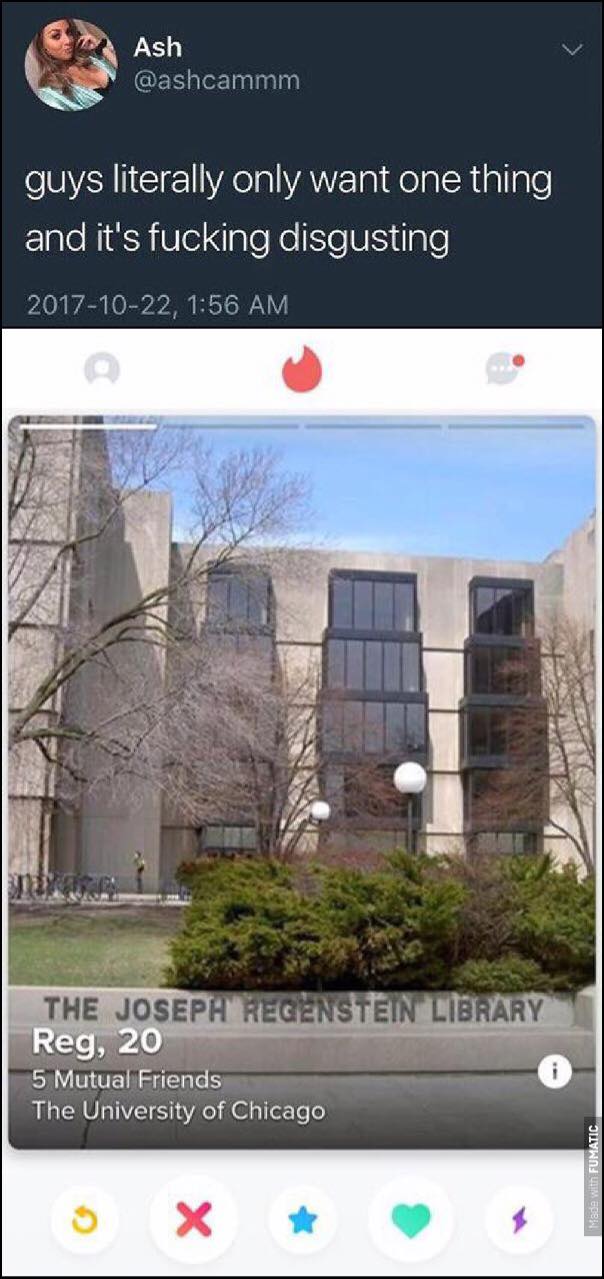 Ash
@ashcammm
guys literally only want one thing
and it's fucking disgusting
2017-10-22, 1:56 AM
THE JOSEPH REGENSTEIN LIBRARY
Reg, 20
5 Mutual Friends
The University of Chicago
i
Made with FUMATIC